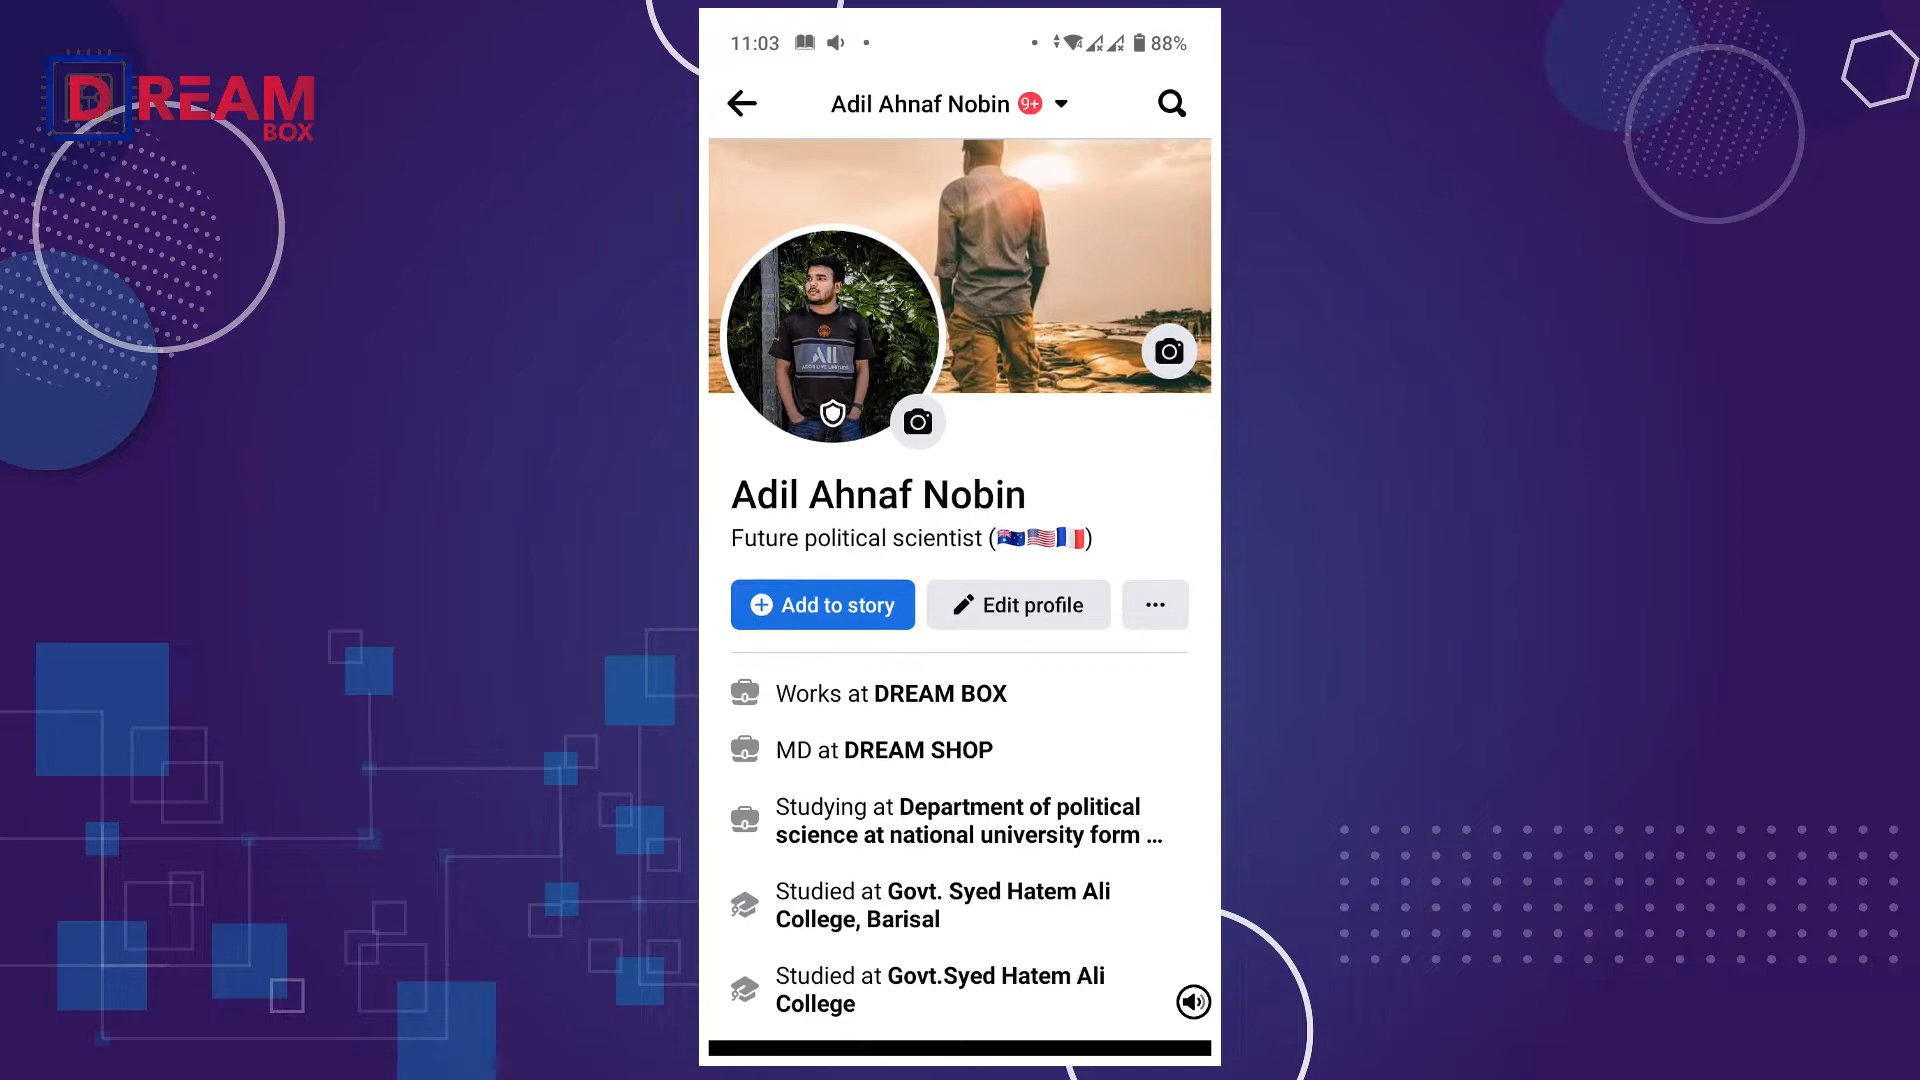 DREAM
BOX
11:03
88%
Adil Ahnaf Nobin 9+
All
Adil Ahnaf Nobin
Future political scientist (🇦🇺🇺🇸🇫🇷)
Add to story
Edit profile
Works at DREAM BOX
MD at DREAM SHOP
Studying at Department of political
science at national university form ...
Studied at Govt. Syed Hatem Ali
College, Barisal
Studied at Govt.Syed Hatem Ali
College